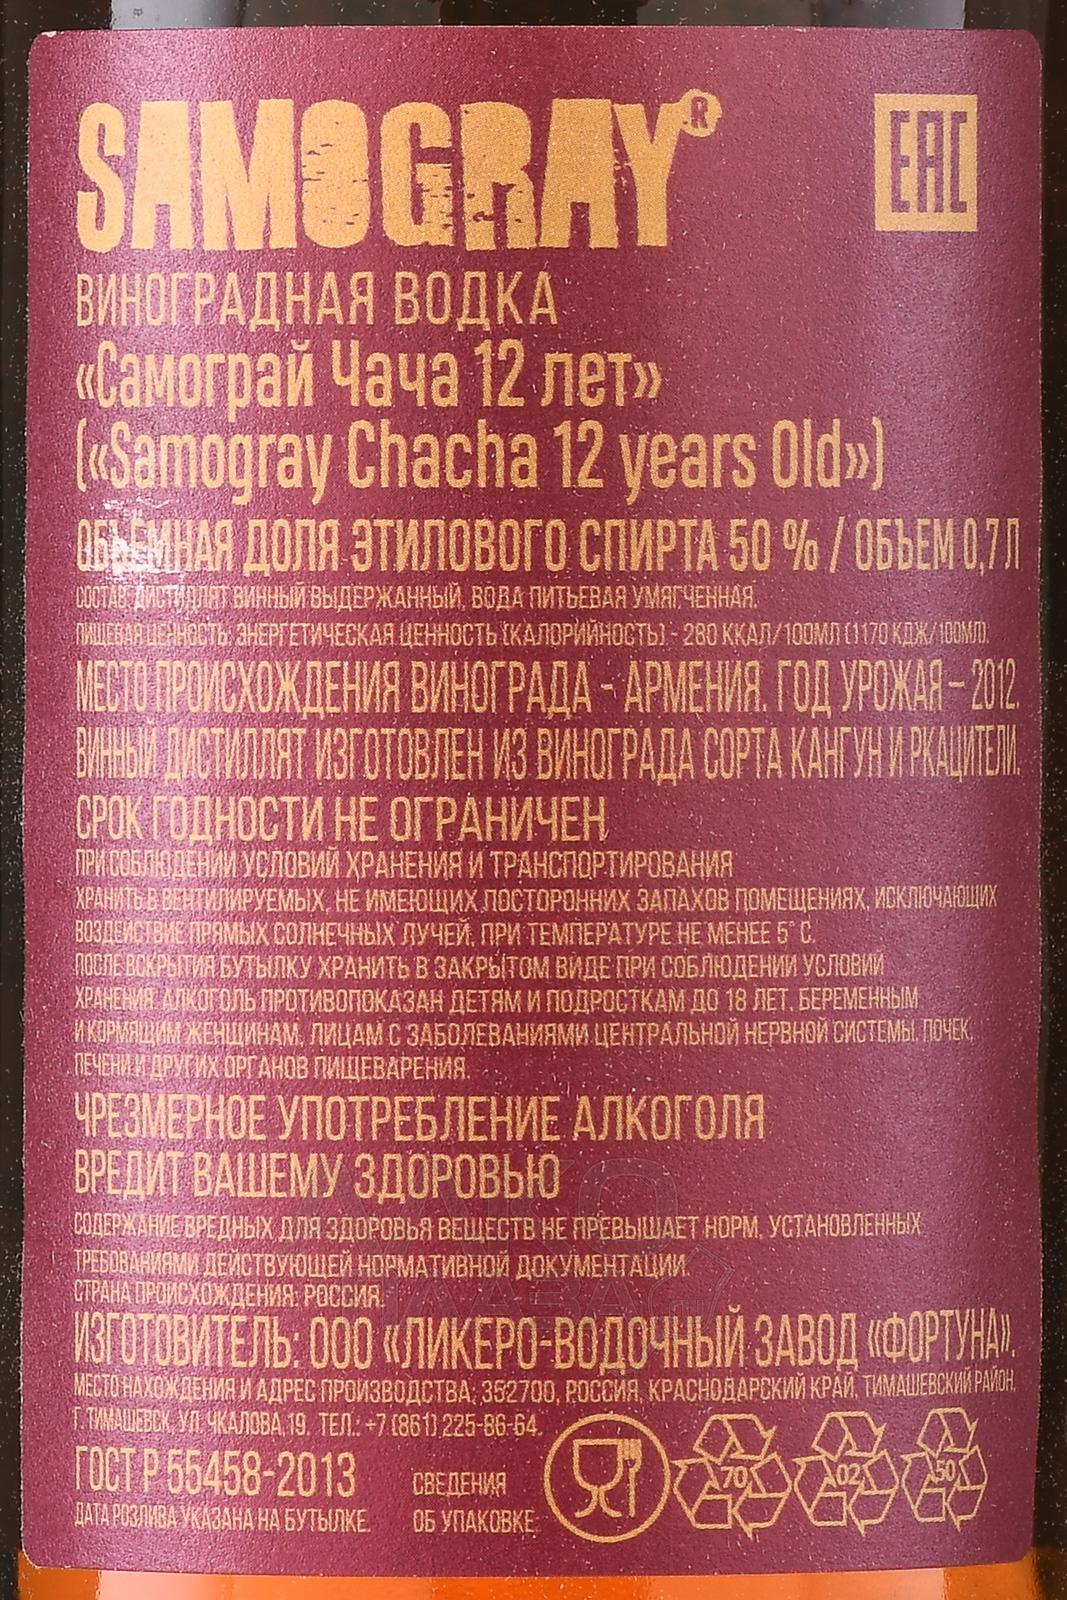 SAMOGRAY®
EAC
ВИНОГРАДНАЯ ВОДКА
«Самограй Чача 12 лет»
(«Samogray Chacha 12 years Old»)
ОБЪЕМНАЯ ДОЛЯ ЭТИЛОВОГО СПИРТА 50 % / ОБЪЕМ 0,7 Л
СОСТАВ: ДИСТИЛЛЯТ ВИННЫЙ ВЫДЕРЖАННЫЙ, ВОДА ПИТЬЕВАЯ УМЯГЧЕННАЯ.
ПИЩЕВАЯ ЦЕННОСТЬ: ЭНЕРГЕТИЧЕСКАЯ ЦЕННОСТЬ (КАЛОРИЙНОСТЬ) - 280 ККАЛ/100МЛ (1170 КДЖ/100МЛ).
МЕСТО ПРОИСХОЖДЕНИЯ ВИНОГРАДА - АРМЕНИЯ. ГОД УРОЖАЯ – 2012.
ВИННЫЙ ДИСТИЛЛЯТ ИЗГОТОВЛЕН ИЗ ВИНОГРАДА СОРТА КАНГУН И РКАЦИТЕЛИ.
СРОК ГОДНОСТИ НЕ ОГРАНИЧЕН
ПРИ СОБЛЮДЕНИИ УСЛОВИЙ ХРАНЕНИЯ И ТРАНСПОРТИРОВАНИЯ
ХРАНИТЬ В ВЕНТИЛИРУЕМЫХ, НЕ ИМЕЮЩИХ ПОСТОРОННИХ ЗАПАХОВ ПОМЕЩЕНИЯХ, ИСКЛЮЧАЮЩИХ
ВОЗДЕЙСТВИЕ ПРЯМЫХ СОЛНЕЧНЫХ ЛУЧЕЙ, ПРИ ТЕМПЕРАТУРЕ НЕ МЕНЕЕ 5° С.
ПОСЛЕ ВСКРЫТИЯ БУТЫЛКУ ХРАНИТЬ В ЗАКРЫТОМ ВИДЕ ПРИ СОБЛЮДЕНИИ УСЛОВИЙ
ХРАНЕНИЯ. АЛКОГОЛЬ ПРОТИВОПОКАЗАН ДЕТЯМ И ПОДРОСТКАМ ДО 18 ЛЕТ, БЕРЕМЕННЫМ
И КОРМЯЩИМ ЖЕНЩИНАМ, ЛИЦАМ С ЗАБОЛЕВАНИЯМИ ЦЕНТРАЛЬНОЙ НЕРВНОЙ СИСТЕМЫ, ПОЧЕК,
ПЕЧЕНИ И ДРУГИХ ОРГАНОВ ПИЩЕВАРЕНИЯ.
ЧРЕЗМЕРНОЕ УПОТРЕБЛЕНИЕ АЛКОГОЛЯ
ВРЕДИТ ВАШЕМУ ЗДОРОВЬЮ
СОДЕРЖАНИЕ ВРЕДНЫХ ДЛЯ ЗДОРОВЬЯ ВЕЩЕСТВ НЕ ПРЕВЫШАЕТ НОРМ, УСТАНОВЛЕННЫХ
ТРЕБОВАНИЯМИ ДЕЙСТВУЮЩЕЙ НОРМАТИВНОЙ ДОКУМЕНТАЦИИ.
СТРАНА ПРОИСХОЖДЕНИЯ: РОССИЯ.
ИЗГОТОВИТЕЛЬ: ООО «ЛИКЕРО-ВОДОЧНЫЙ ЗАВОД «ФОРТУНА».
МЕСТО НАХОЖДЕНИЯ И АДРЕС ПРОИЗВОДСТВА: 352700, РОССИЯ, КРАСНОДАРСКИЙ КРАЙ, ТИМАШЕВСКИЙ РАЙОН,
Г. ТИМАШЕВСК, УЛ. ЧКАЛОВА,19. ТЕЛ.: +7 (861) 225-86-64.
ГОСТ Р 55458-2013
ДАТА РОЗЛИВА УКАЗАНА НА БУТЫЛКЕ.
СВЕДЕНИЯ
ОБ УПАКОВКЕ
70 02 50